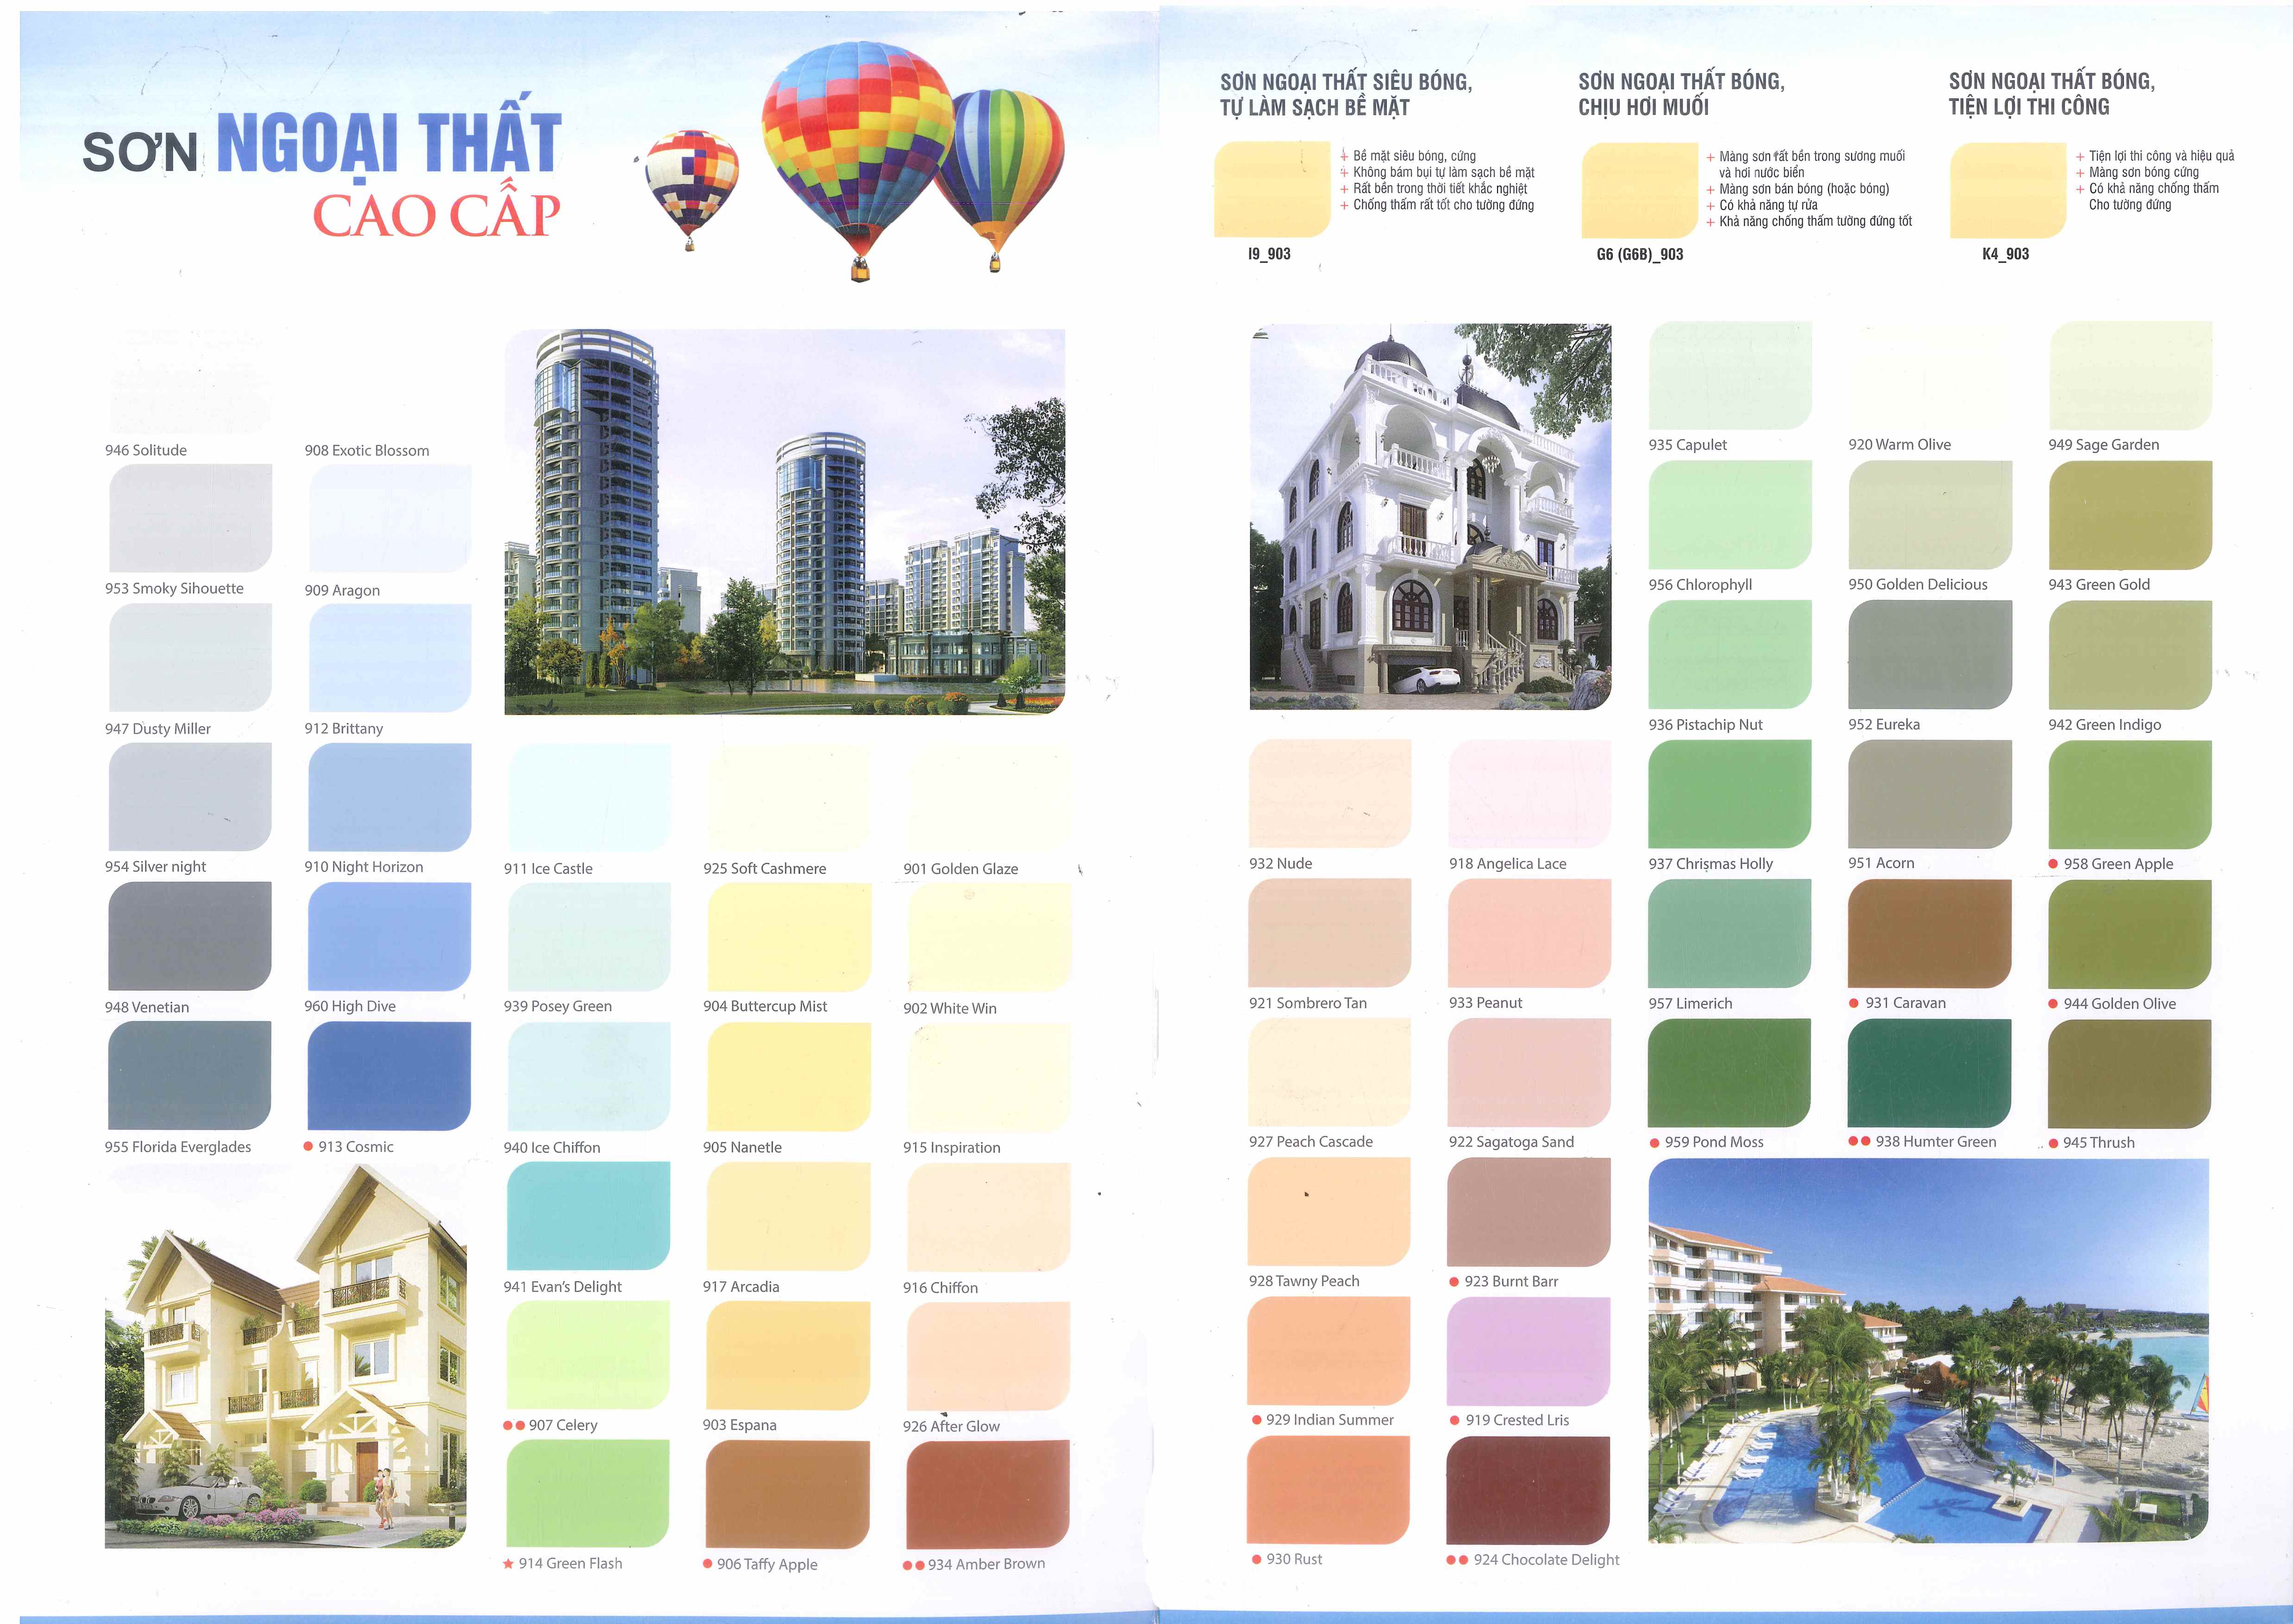 SƠN NGOẠI THẤT
CAO CẤP
SƠN NGOẠI THẤT SIÊU BÓNG,
TỰ LÀM SẠCH BỀ MẶT
+ Bề mặt siêu bóng, cứng
+ Không bám bụi tự làm sạch bề mặt
+ Rất bền trong thời tiết khắc nghiệt
+ Chống thấm rất tốt cho tường đứng
I9_903
SƠN NGOẠI THẤT BÓNG,
CHỊU HƠI MUỐI
+ Màng sơn rất bền trong sương muối
và hơi nước biển
+ Màng sơn bán bóng (hoặc bóng)
+ Có khả năng tự rửa
+ Khả năng chống thấm tường đứng tốt
G6 (G6B)_903
SƠN NGOẠI THẤT BÓNG,
TIỆN LỢI THI CÔNG
+ Tiện lợi thi công và hiệu quả
+ Màng sơn bóng cứng
+ Có khả năng chống thấm
Cho tường đứng
K4_903
946 Solitude
908 Exotic Blossom
953 Smoky Sihouette
909 Aragon
947 Dusty Miller
912 Brittany
954 Silver night
910 Night Horizon
911 Ice Castle
925 Soft Cashmere
901 Golden Glaze
948 Venetian
960 High Dive
939 Posey Green
904 Buttercup Mist
902 White Win
955 Florida Everglades
913 Cosmic
940 Ice Chiffon
905 Nanetle
915 Inspiration
941 Evan's Delight
917 Arcadia
916 Chiffon
907 Celery
903 Espana
926 After Glow
914 Green Flash
906 Taffy Apple
934 Amber Brown
935 Capulet
920 Warm Olive
949 Sage Garden
956 Chlorophyll
950 Golden Delicious
943 Green Gold
936 Pistachip Nut
952 Eureka
942 Green Indigo
932 Nude
918 Angelica Lace
937 Chrismas Holly
951 Acorn
958 Green Apple
921 Sombrero Tan
933 Peanut
957 Limerich
931 Caravan
944 Golden Olive
927 Peach Cascade
922 Sagatoga Sand
959 Pond Moss
938 Humter Green
945 Thrush
928 Tawny Peach
923 Burnt Barr
929 Indian Summer
919 Crested Lris
930 Rust
924 Chocolate Delight